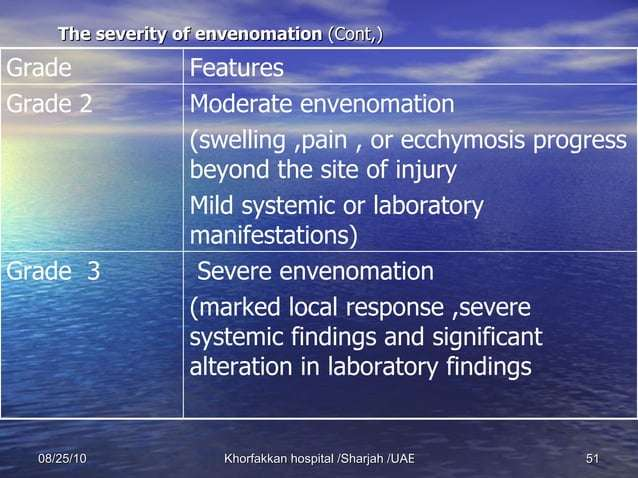 The severity of envenomation (Cont,)
Grade Features
Grade 2 Moderate envenomation
(swelling ,pain , or ecchymosis progress
beyond the site of injury
Mild systemic or laboratory
manifestations)
Grade  3 Severe envenomation
(marked local response ,severe
systemic findings and significant
alteration in laboratory findings
08/25/10 Khorfakkan hospital /Sharjah /UAE 51